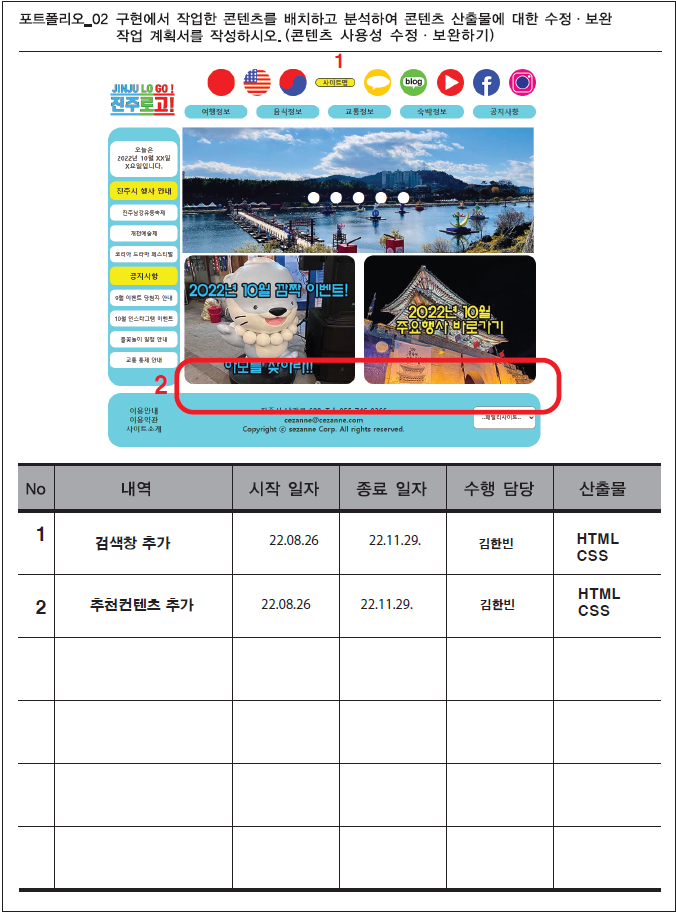 포트폴리오_02 구현에서 작업한 콘텐츠를 배치하고 분석하여 콘텐츠 산출물에 대한 수정·보완
작업 계획서를 작성하시오. (콘텐츠 사용성 수정·보완하기)
1
JINJU LO GO !
진주로고!
사이트맵
blog
여행정보 음식정보 교통정보 숙박정보 공지사항
오늘은
2022년 10월 XX일
X요일입니다.
진주시 행사 안내
진주남강유등축제
개천예술제
코리아 드라마 페스티벌
공지사항
9월 이벤트 당첨자 안내
10월 인스타그램 이벤트
불꽃놀이 일정 안내
교통 통제 안내
2022년 10월 깜짝 이벤트!
하모를 찾아라!!
2022년 10월
주요행사 바로가기
2
이용안내
이용약관
사이트소개
cezanne@cezanne.com
Copyright ⓒ sezanne Corp. All rights reserved.
..패밀리사이트..
No 내역 시작 일자 종료 일자 수행 담당 산출물
1 검색창 추가 22.08.26 22.11.29. 김한빈 HTML
CSS
2 추천컨텐츠 추가 22.08.26 22.11.29. 김한빈 HTML
CSS